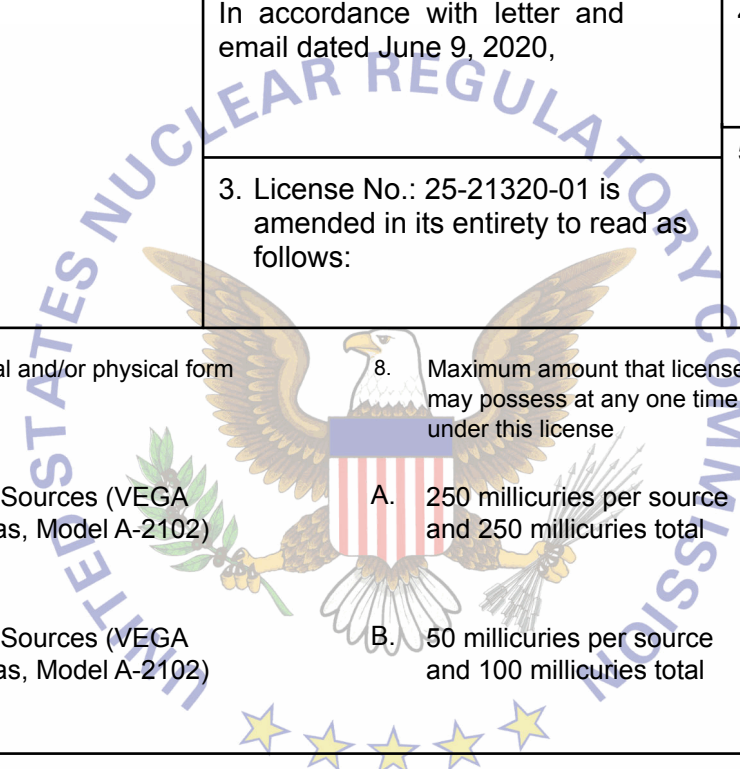 In accordance with letter and
email dated June 9, 2020,
3. License No.: 25-21320-01 is
amended in its entirety to read as
follows:
al and/or physical form
8. Maximum amount that license
may possess at any one time
under this license
Sources (VEGA
as, Model A-2102)
A. 250 millicuries per source
and 250 millicuries total
Sources (VEGA
as, Model A-2102)
B. 50 millicuries per source
and 100 millicuries total
UNITED STATES NUCLEAR REGULATORY COMMISSION